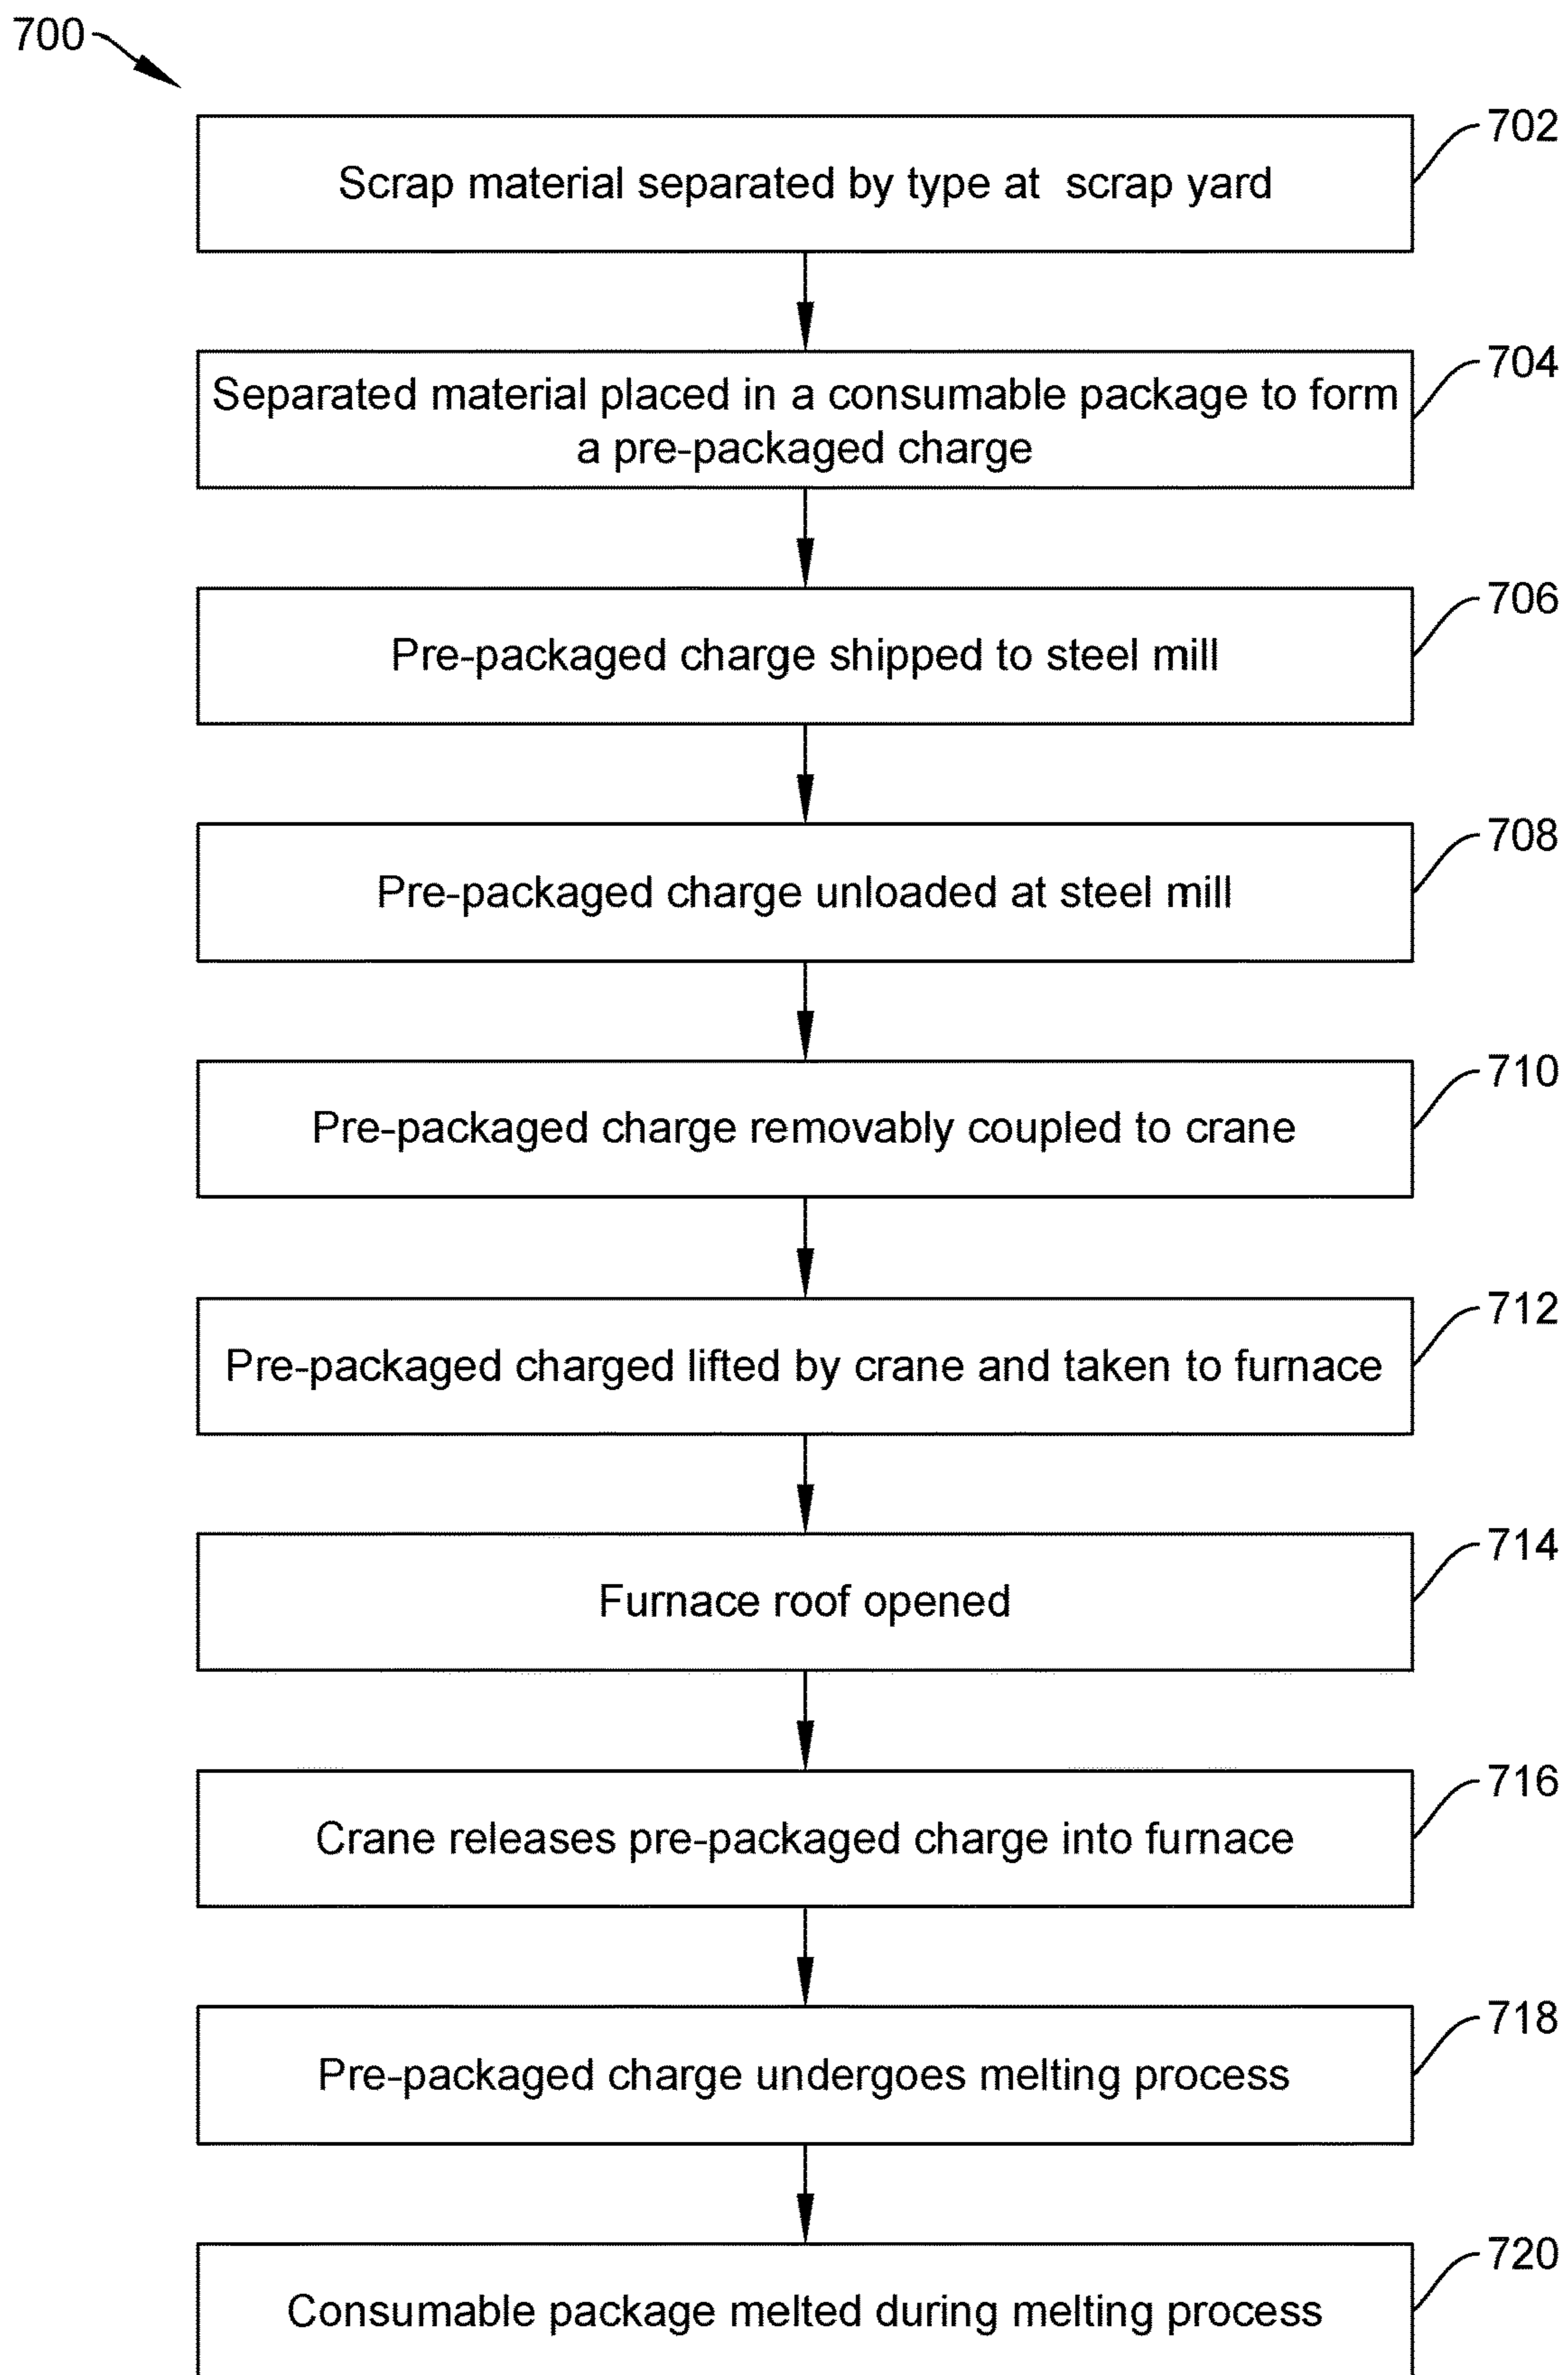 700
702
Scrap material separated by type at scrap yard
704
Separated material placed in a consumable package to form
a pre-packaged charge
706
Pre-packaged charge shipped to steel mill
708
Pre-packaged charge unloaded at steel mill
710
Pre-packaged charge removably coupled to crane
712
Pre-packaged charged lifted by crane and taken to furnace
714
Furnace roof opened
716
Crane releases pre-packaged charge into furnace
718
Pre-packaged charge undergoes melting process
720
Consumable package melted during melting process